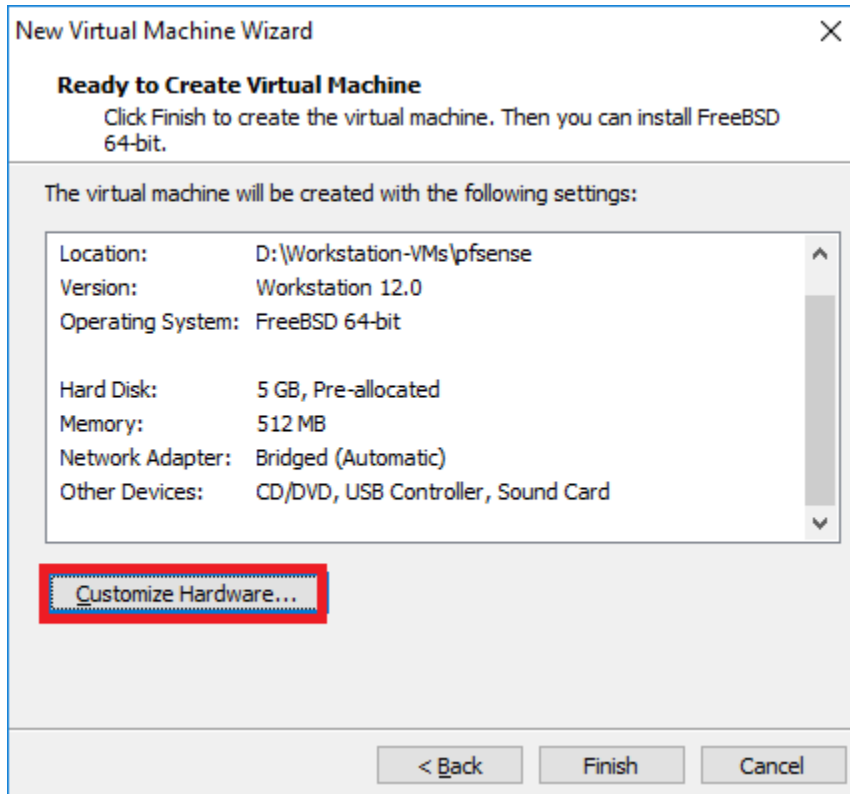 New Virtual Machine Wizard
Ready to Create Virtual Machine
Click Finish to create the virtual machine. Then you can install FreeBSD
64-bit.
The virtual machine will be created with the following settings:
Location: D:\Workstation-VMs\pfsense
Version: Workstation 12.0
Operating System: FreeBSD 64-bit
Hard Disk: 5 GB, Pre-allocated
Memory: 512 MB
Network Adapter: Bridged (Automatic)
Other Devices: CD/DVD, USB Controller, Sound Card
Customize Hardware...
< Back Finish Cancel